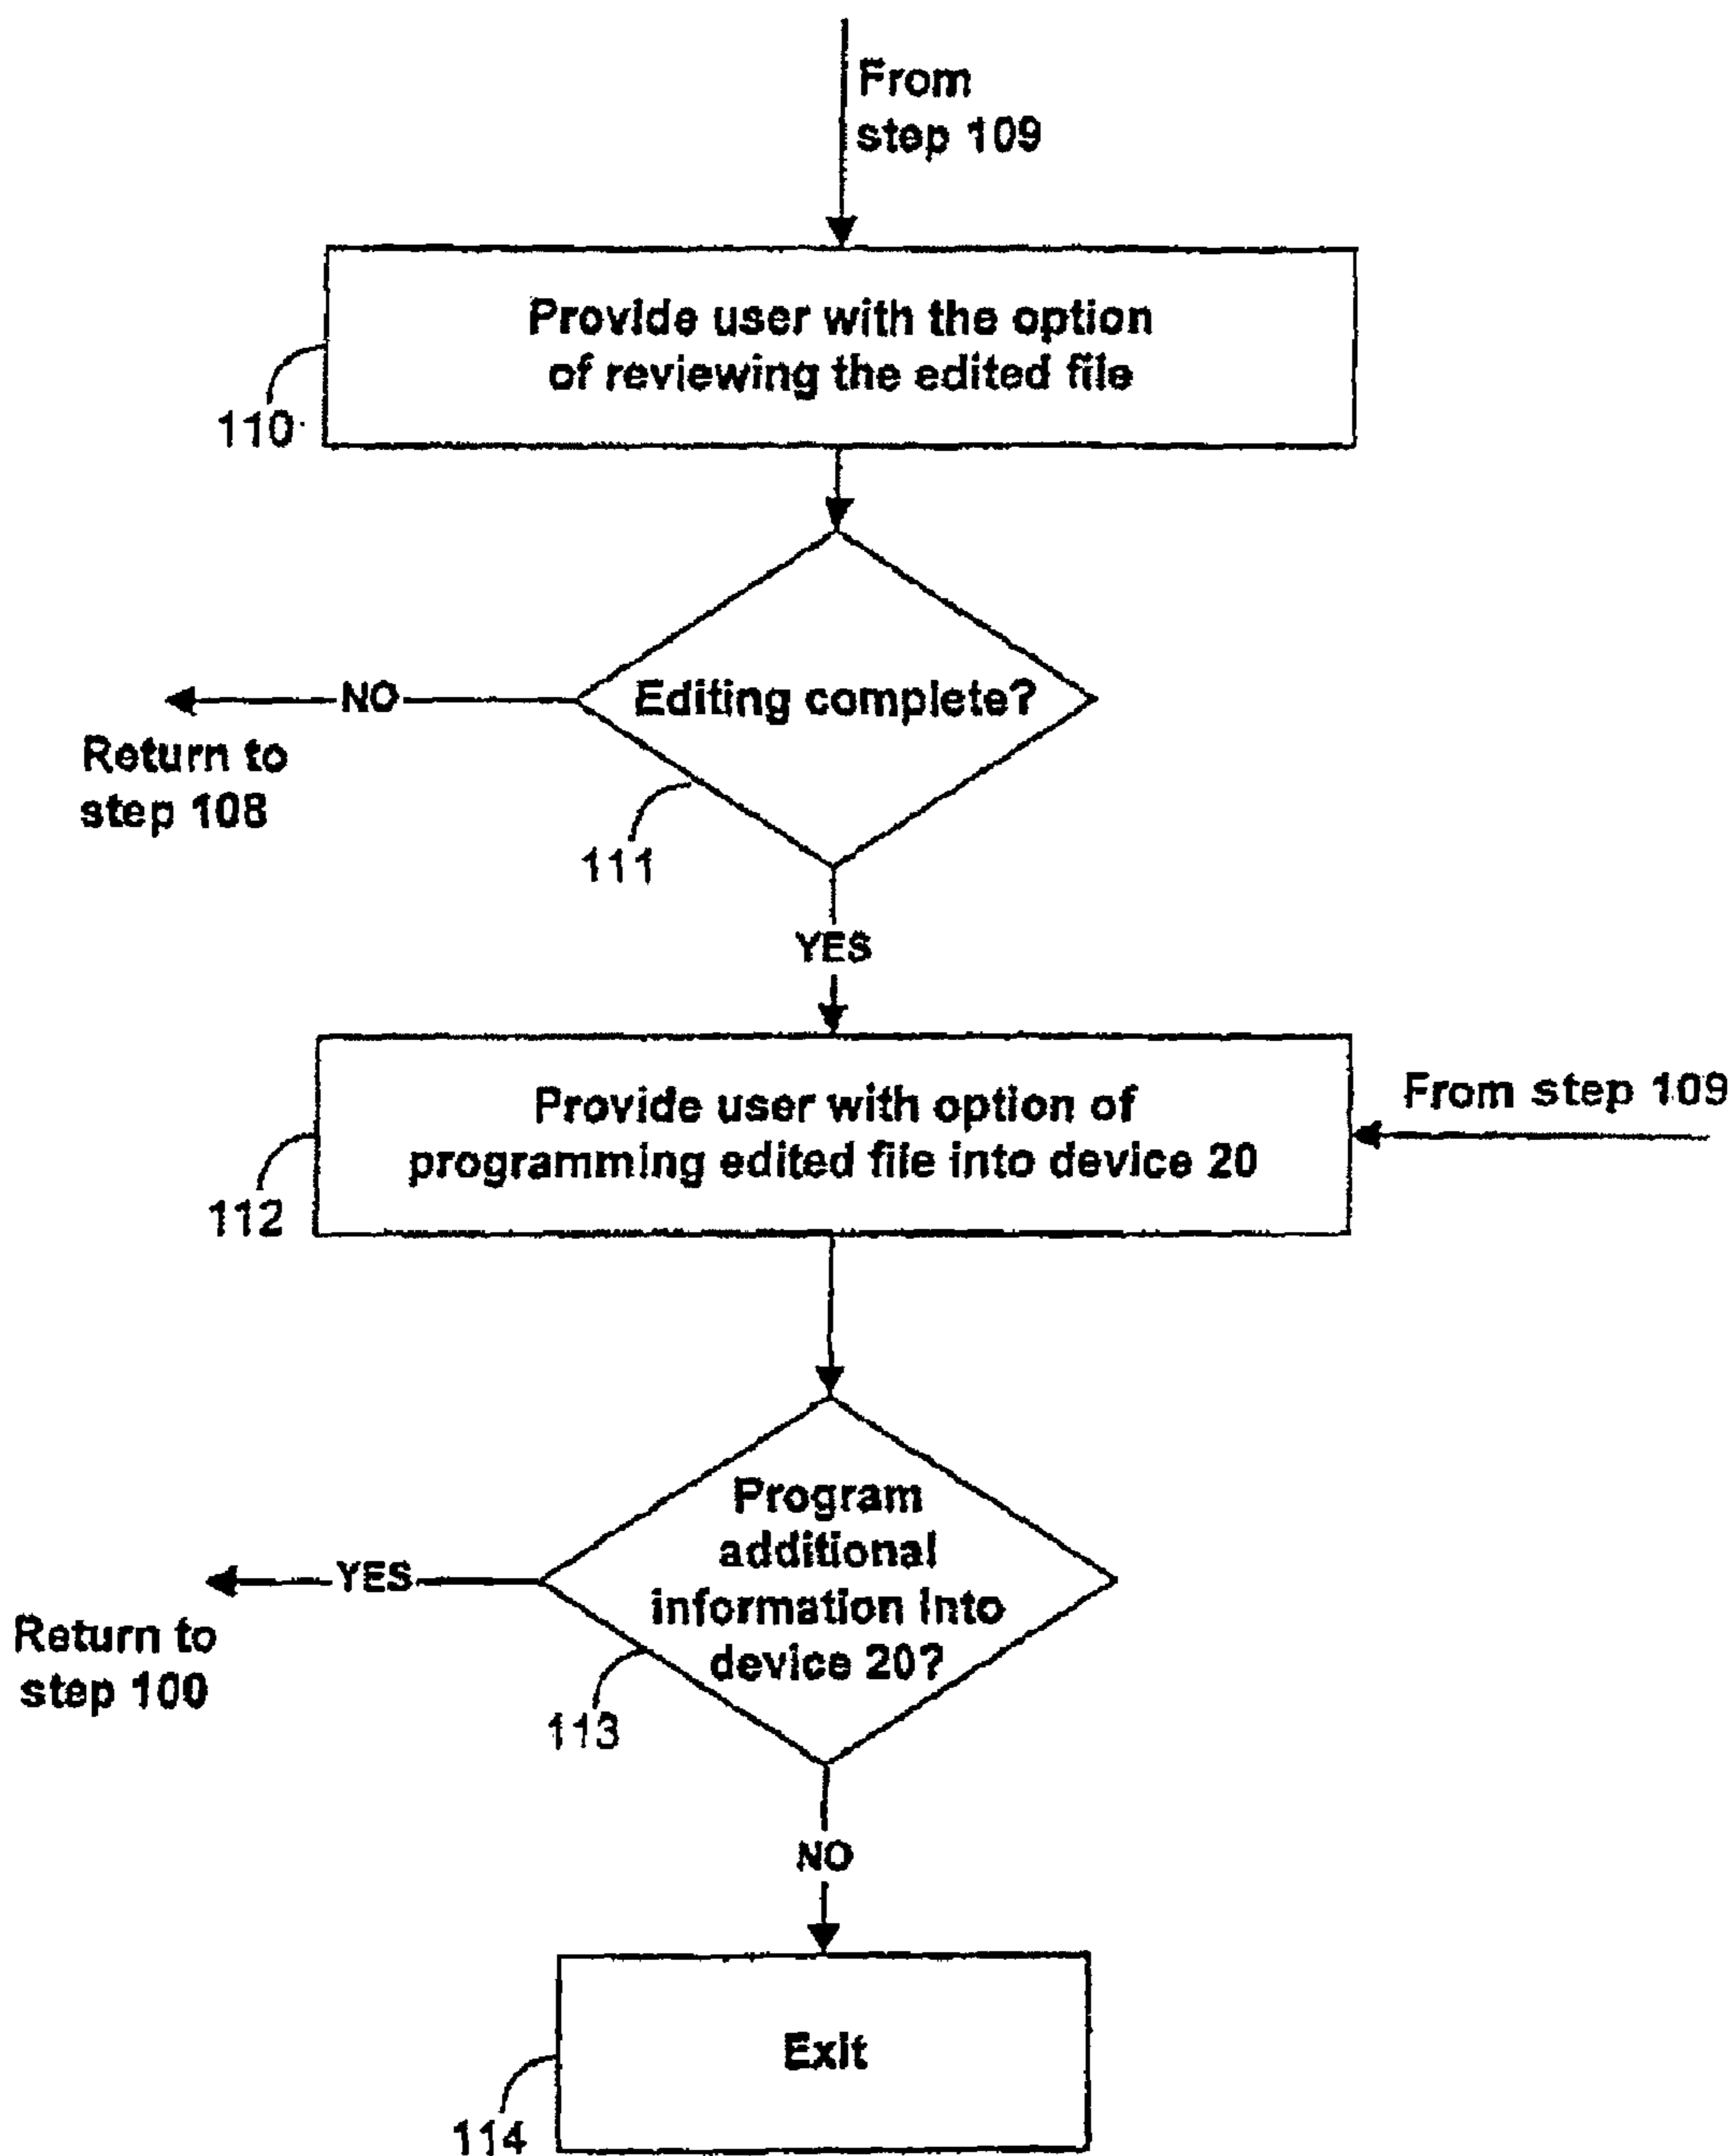 From
step 109
Provide user with the option
of reviewing the edited file
110
Editing complete?
NO
Return to
step 108
111
YES
Provide user with option of
programming edited file into device 20
From step 109
112
Program
additional
information into
device 20?
YES
Return to
step 100
113
NO
Exit
114